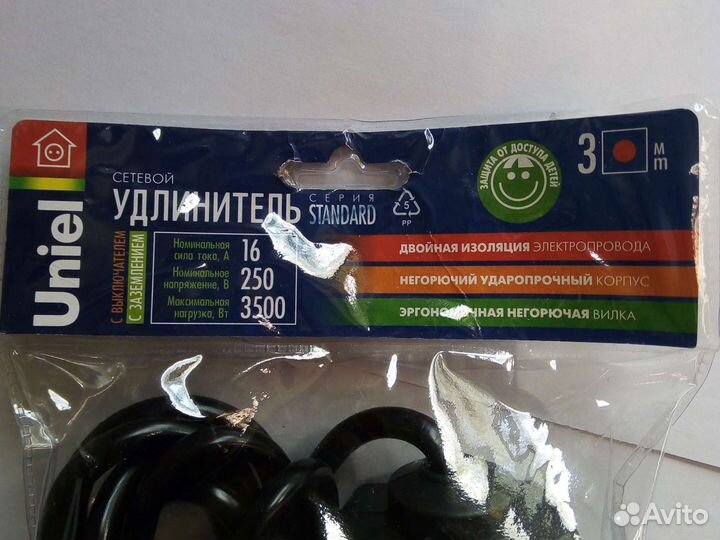 Uniel
С ВЫКЛЮЧАТЕЛЕМ
С ЗАЗЕМЛЕНИЕМ
СЕТЕВОЙ
УДЛИНИТЕЛЬ
СЕРИЯ
STANDARD
5
PP
Номинальная
сила тока, А 16
Номинальное
напряжение, В 250
Максимальная
нагрузка, Вт 3500
ЗАЩИТА ОТ ДОСТУПА ДЕТЕЙ
3 м
m
ДВОЙНАЯ ИЗОЛЯЦИЯ ЭЛЕКТРОПРОВОДА
НЕГОРЮЧИЙ УДАРОПРОЧНЫЙ КОРПУС
ЭРГОНОМИЧНАЯ НЕГОРЮЧАЯ ВИЛКА
Avito